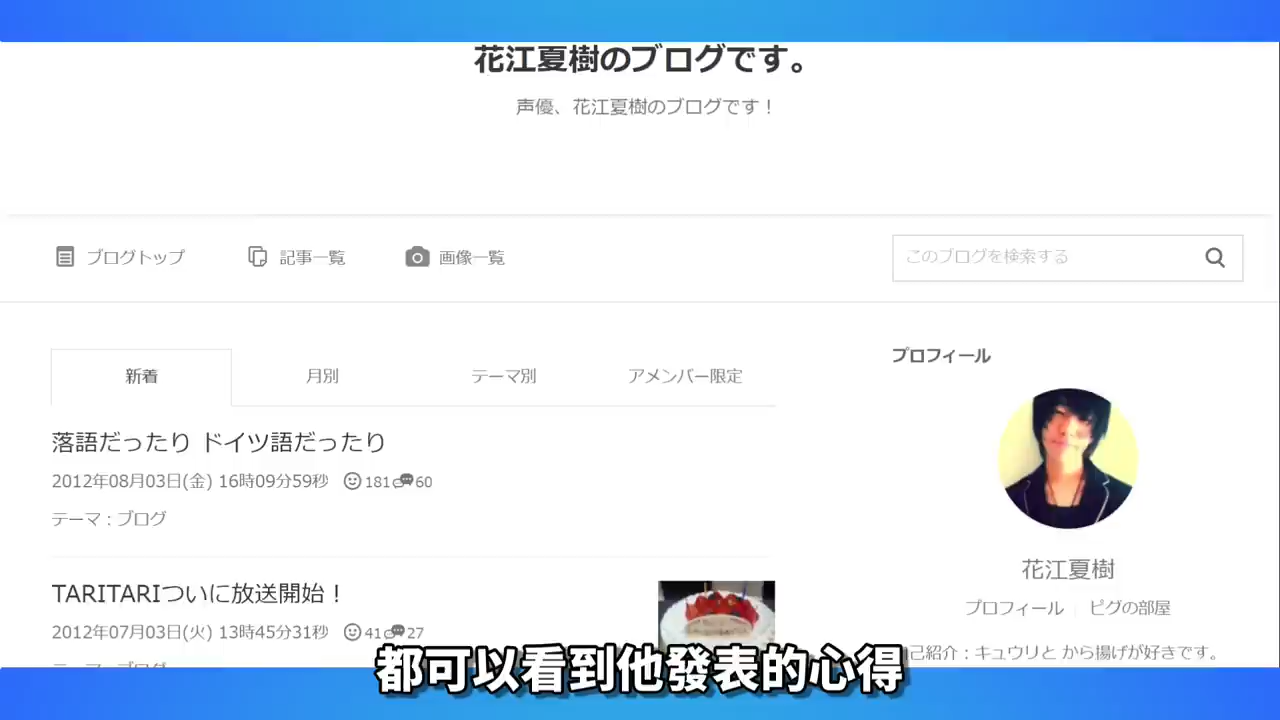 花江夏樹のブログです。
声優、花江夏樹のブログです！
ブログトップ
記事一覧
画像一覧
このブログを検索する
新着
月別
テーマ別
アメンバー限定
落語だったり ドイツ語だったり
2012年08月03日(金) 16時09分59秒 181 60
テーマ：ブログ
TARITARIついに放送開始！
2012年07月03日(火) 13時45分31秒 41 27
プロフィール
花江夏樹
プロフィール
ピグの部屋
己紹介：キュウリと から揚げが好きです。
都可以看到他發表的心得